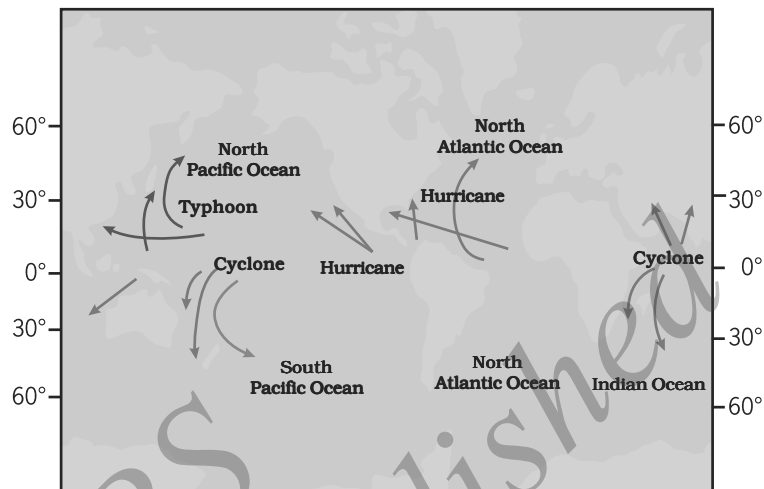 60°
30°
0°
30°
60°
North
Pacific Ocean
Typhoon
Cyclone
Hurricane
South
Pacific Ocean
North
Atlantic Ocean
Hurricane
North
Atlantic Ocean
Cyclone
Indian Ocean
60°
30°
0°
30°
60°